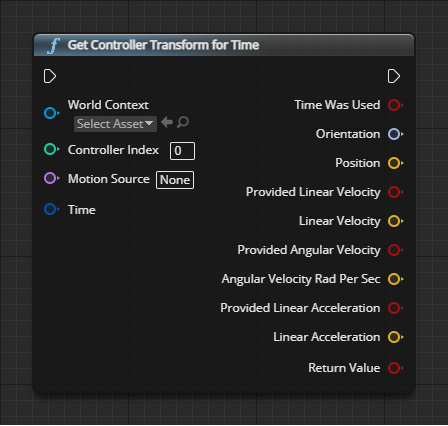 f Get Controller Transform for Time
World Context
Select Asset
Controller Index 0
Motion Source None
Time
Time Was Used
Orientation
Position
Provided Linear Velocity
Linear Velocity
Provided Angular Velocity
Angular Velocity Rad Per Sec
Provided Linear Acceleration
Linear Acceleration
Return Value